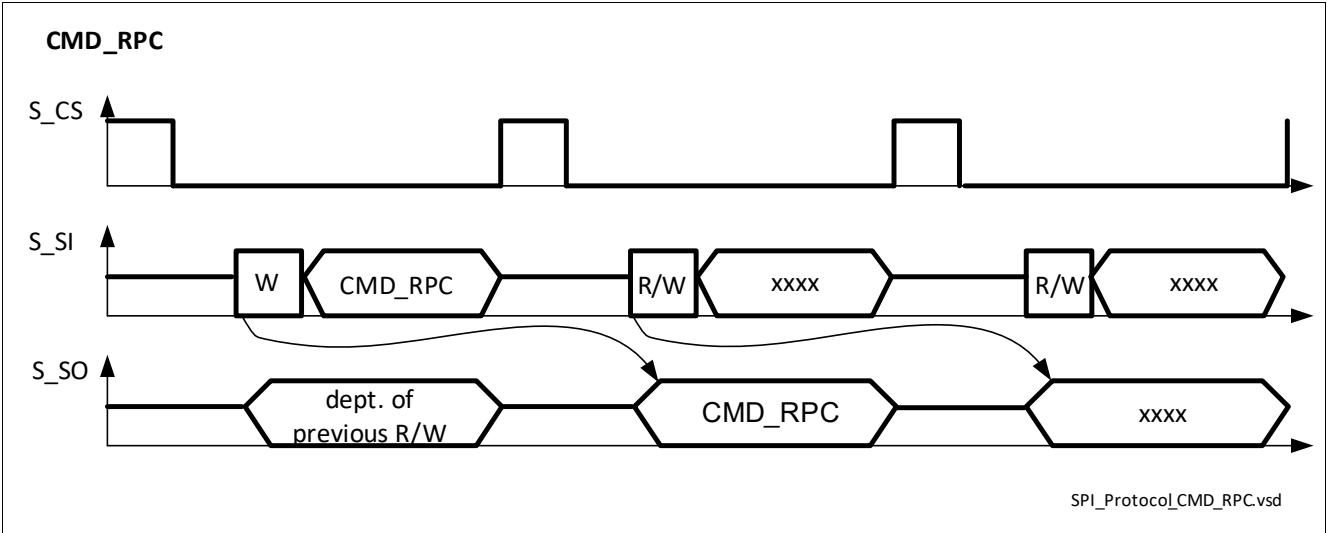 CMD_RPC
S_CS
S_SI
W
CMD_RPC
R/W
xxxx
R/W
xxxx
S_SO
dept. of
previous R/W
CMD_RPC
xxxx
SPI_Protocol_CMD_RPC.vsd